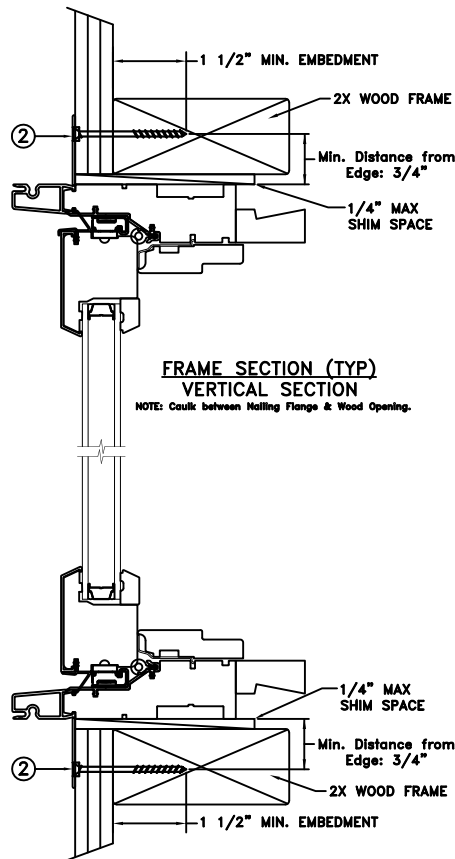 1 1/2" MIN. EMBEDMENT
2X WOOD FRAME
2
Min. Distance from
Edge: 3/4"
1/4" MAX
SHIM SPACE
FRAME SECTION (TYP)
VERTICAL SECTION
NOTE: Caulk between Nailing Flange & Wood Opening.
1/4" MAX
SHIM SPACE
Min. Distance from
Edge: 3/4"
2
2X WOOD FRAME
1 1/2" MIN. EMBEDMENT